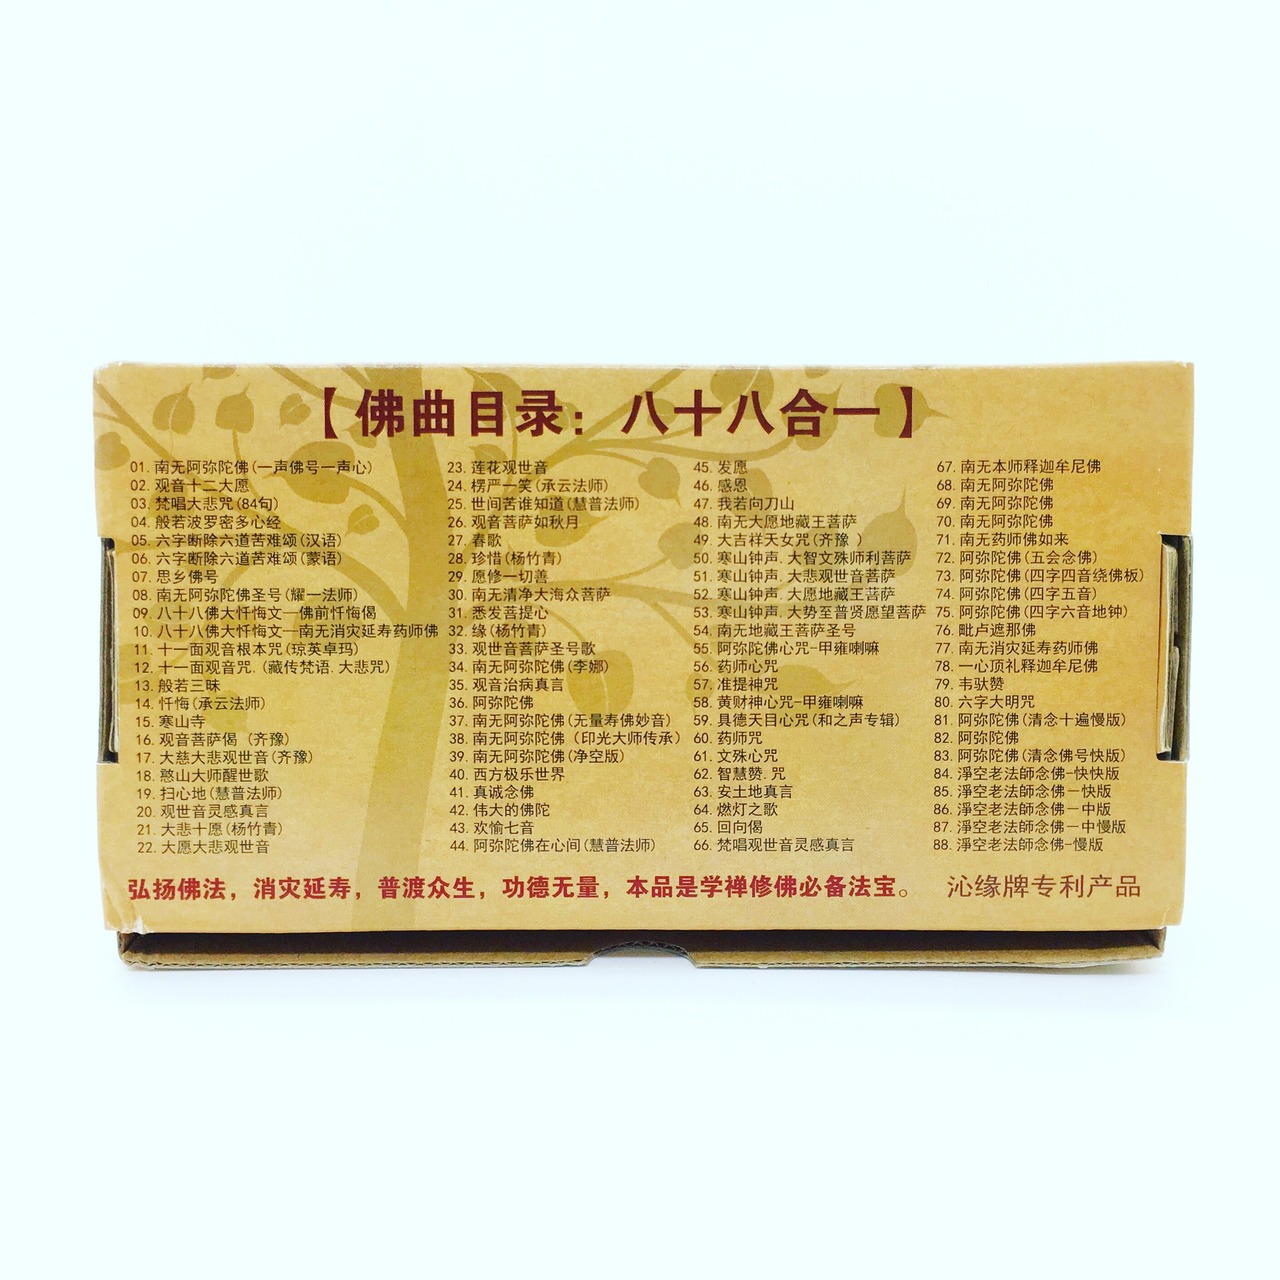 【佛曲目录：八十八合一】
01. 南无阿弥陀佛(一声佛号一声心)
02. 观音十二大愿
03. 梵唱大悲咒(84句)
04. 般若波罗密多心经
05. 六字断除六道苦难颂(汉语)
06. 六字断除六道苦难颂(蒙语)
07. 思乡佛号
08. 南无阿弥陀佛圣号(耀一法师)
09. 八十八佛大忏悔文—佛前忏悔偈
10. 八十八佛大忏悔文—南无消灾延寿药师佛
11. 十一面观音根本咒(琼英卓玛)
12. 十一面观音咒. (藏传梵语. 大悲咒)
13. 般若三昧
14. 忏悔(承云法师)
15. 寒山寺
16. 观音菩萨偈 (齐豫)
17. 大慈大悲观世音(齐豫)
18. 憨山大师醒世歌
19. 扫心地(慧普法师)
20. 观世音灵感真言
21. 大悲十愿(杨竹青)
22. 大愿大悲观世音
23. 莲花观世音
24. 楞严一笑(承云法师)
25. 世间苦谁知道(慧普法师)
26. 观音菩萨如秋月
27. 春歌
28. 珍惜(杨竹青)
29. 愿修一切善
30. 南无清净大海众菩萨
31. 悉发菩提心
32. 缘(杨竹青)
33. 观世音菩萨圣号歌
34. 南无阿弥陀佛(李娜)
35. 观音治病真言
36. 阿弥陀佛
37. 南无阿弥陀佛(无量寿佛妙音)
38. 南无阿弥陀佛 (印光大师传承)
39. 南无阿弥陀佛(净空版)
40. 西方极乐世界
41. 真诚念佛
42. 伟大的佛陀
43. 欢愉七音
44. 阿弥陀佛在心间(慧普法师)
45. 发愿
46. 感恩
47. 我若向刀山
48. 南无大愿地藏王菩萨
49. 大吉祥天女咒(齐豫 )
50. 寒山钟声. 大智文殊师利菩萨
51. 寒山钟声. 大悲观世音菩萨
52. 寒山钟声. 大愿地藏王菩萨
53. 寒山钟声. 大势至普贤愿望菩萨
54. 南无地藏王菩萨圣号
55. 阿弥陀佛心咒-甲雍喇嘛
56. 药师心咒
57. 准提神咒
58. 黄财神心咒-甲雍喇嘛
59. 具德天目心咒(和之声专辑)
60. 药师咒
61. 文殊心咒
62. 智慧赞. 咒
63. 安土地真言
64. 燃灯之歌
65. 回向偈
66. 梵唱观世音灵感真言
67. 南无本师释迦牟尼佛
68. 南无阿弥陀佛
69. 南无阿弥陀佛
70. 南无阿弥陀佛
71. 南无药师佛如来
72. 阿弥陀佛(五会念佛)
73. 阿弥陀佛(四字四音绕佛板)
74. 阿弥陀佛(四字五音)
75. 阿弥陀佛(四字六音地钟)
76. 毗卢遮那佛
77. 南无消灾延寿药师佛
78. 一心顶礼释迦牟尼佛
79. 韦驮赞
80. 六字大明咒
81. 阿弥陀佛(清念十遍慢版)
82. 阿弥陀佛
83. 阿弥陀佛(清念佛号快版)
84. 淨空老法師念佛-快快版
85. 淨空老法師念佛—快版
86. 淨空老法師念佛—中版
87. 淨空老法師念佛—中慢版
88. 淨空老法師念佛-慢版
弘扬佛法，消灾延寿，普渡众生，功德无量，本品是学禅修佛必备法宝。 沁缘牌专利产品